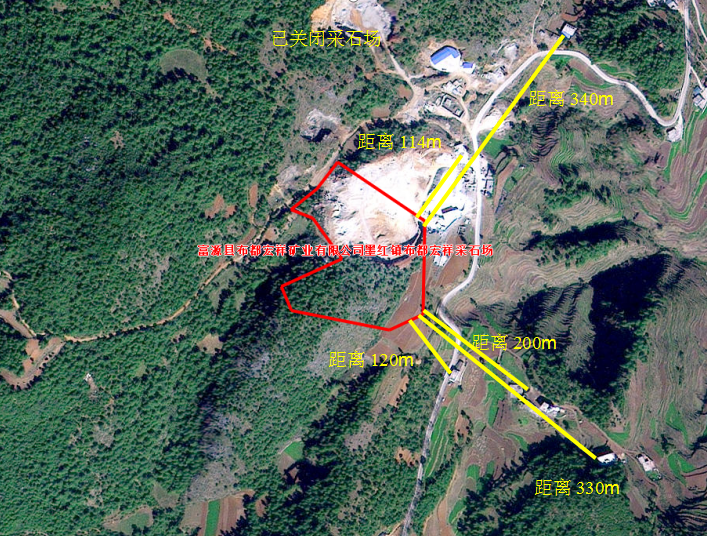 已关闭采石场
距离 340m
距离 114m
富源县布都宏祥矿业有限公司墨红镇布都宏祥采石场
距离 200m
距离 120m
距离 330m